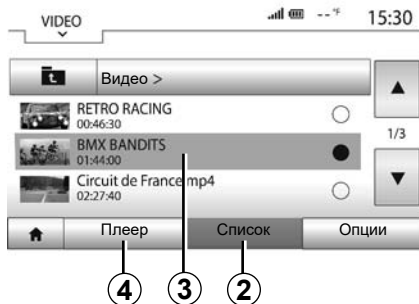 VIDEO --°F 15:30
Видео >
RETRO RACING
00:46:30
1/3
BMX BANDITS
01:44:00
Circuit de France mp4
02:27:40
Плеер Список Опции
4 3 2